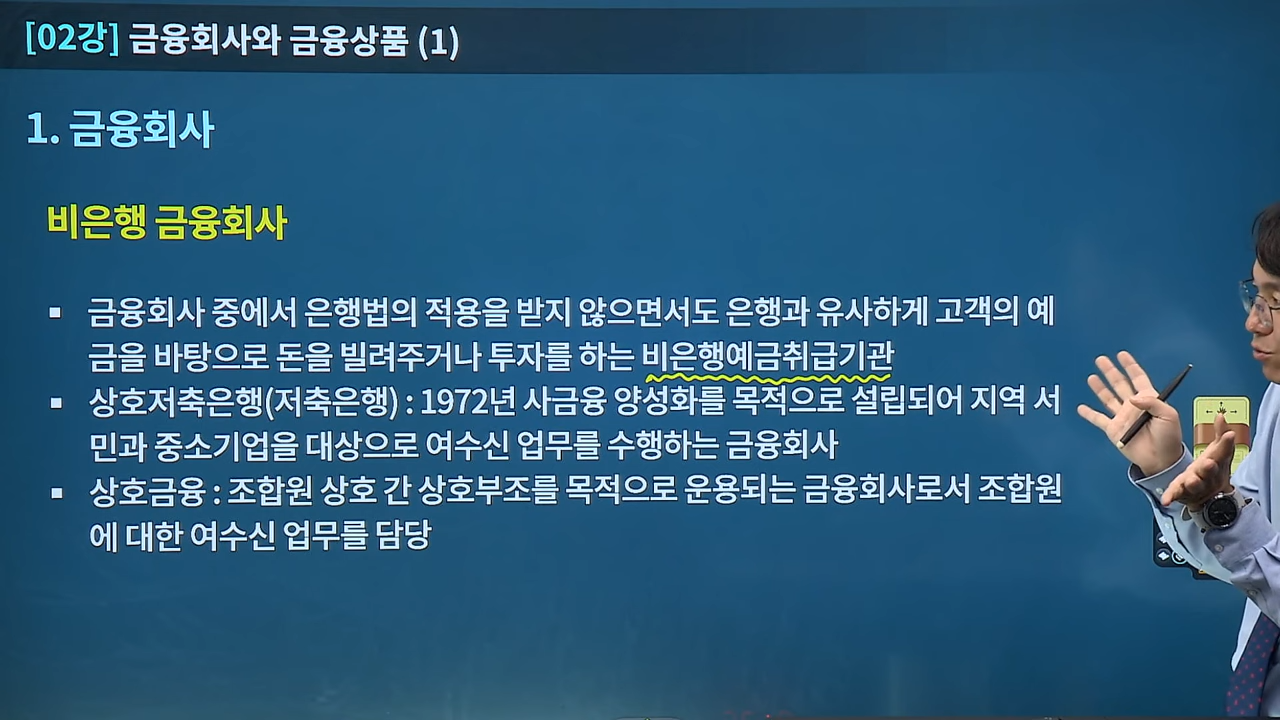 [02강] 금융회사와 금융상품 (1)
1. 금융회사
비은행 금융회사
▪ 금융회사 중에서 은행법의 적용을 받지 않으면서도 은행과 유사하게 고객의 예
금을 바탕으로 돈을 빌려주거나 투자를 하는 비은행예금취급기관
▪ 상호저축은행(저축은행) : 1972년 사금융 양성화를 목적으로 설립되어 지역 서
민과 중소기업을 대상으로 여수신 업무를 수행하는 금융회사
▪ 상호금융 : 조합원 상호 간 상호부조를 목적으로 운용되는 금융회사로서 조합원
에 대한 여수신 업무를 담당